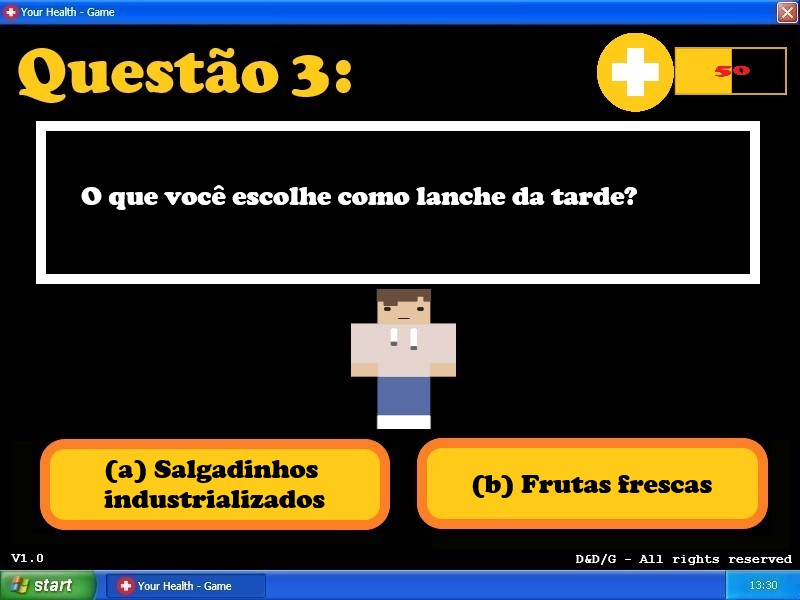 Your Health - Game
Questão 3:
50
O que você escolhe como lanche da tarde?
(a) Salgadinhos
industrializados
(b) Frutas frescas
V1.0
D&D/G - All rights reserved
start
Your Health - Game
13:30